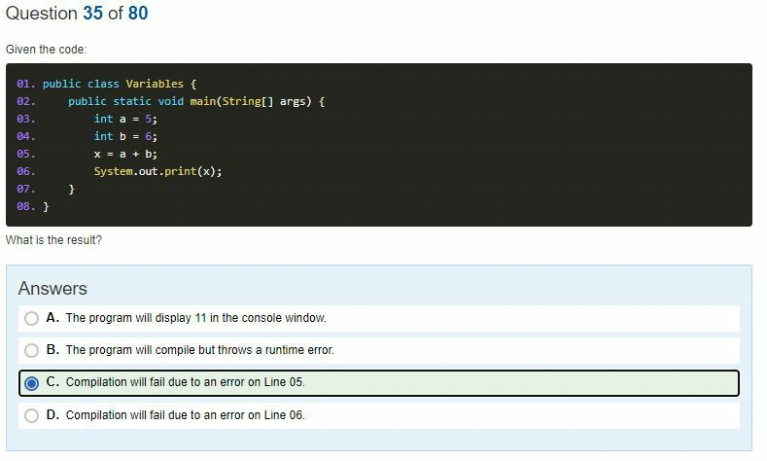 Question 35 of 80
Given the code:
01. public class Variables {
02. public static void main(String[] args) {
03. int a = 5;
04. int b = 6;
05. x = a + b;
06. System.out.print(x);
07. }
08. }
What is the result?
Answers
A. The program will display 11 in the console window.
B. The program will compile but throws a runtime error.
C. Compilation will fail due to an error on Line 05.
D. Compilation will fail due to an error on Line 06.